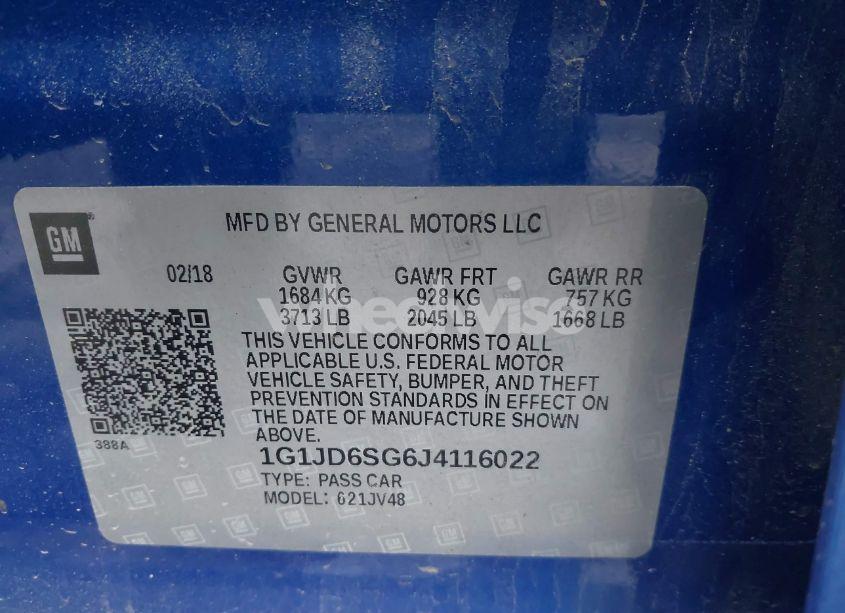 GM
MFD BY GENERAL MOTORS LLC
02/18 GVWR GAWR FRT GAWR RR
1684 KG 928 KG 757 KG
3713 LB 2045 LB 1668 LB
THIS VEHICLE CONFORMS TO ALL
APPLICABLE U.S. FEDERAL MOTOR
VEHICLE SAFETY, BUMPER, AND THEFT
PREVENTION STANDARDS IN EFFECT ON
THE DATE OF MANUFACTURE SHOWN
ABOVE.
388A
1G1JD6SG6J4116022
TYPE: PASS CAR
MODEL: 621JV48